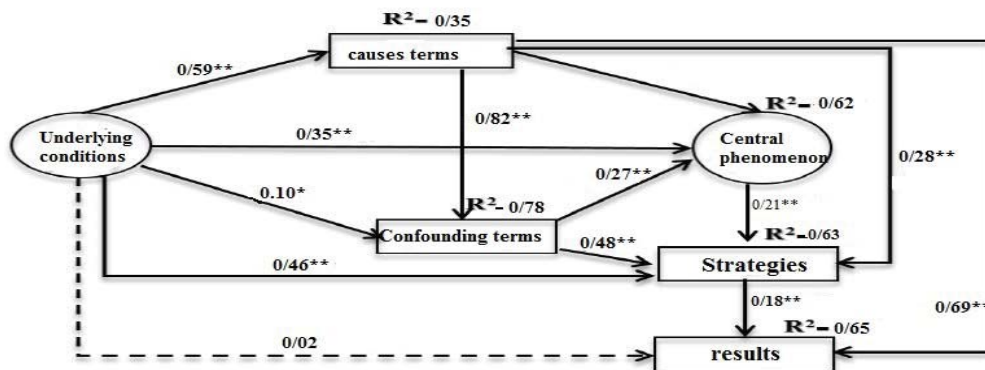 R²- 0/35
causes terms
0/59**
R²- 0/62
0/82**
Underlying
conditions
0/35**
Central
phenomenon
0/28**
0/27**
0.10*
R²- 0/78
0/21**
Confounding terms
R²-0/63
0/48**
0/46**
Strategies
0/18**
0/69**
R²- 0/65
0/02
results